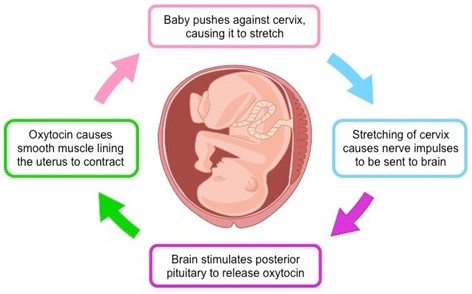 Baby pushes against cervix,
causing it to stretch
Stretching of cervix
causes nerve impulses
to be sent to brain
Brain stimulates posterior
pituitary to release oxytocin
Oxytocin causes
smooth muscle lining
the uterus to contract